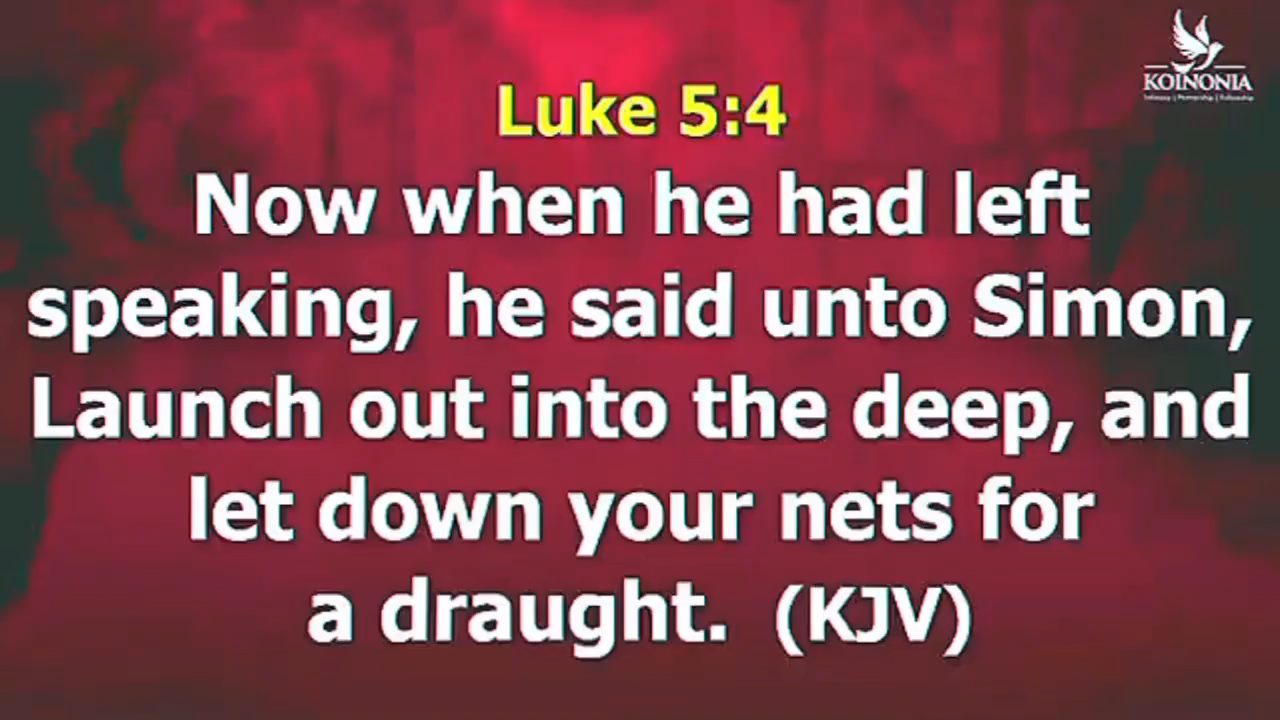 KOINONIA
Luke 5:4
Now when he had left
speaking, he said unto Simon,
Launch out into the deep, and
let down your nets for
a draught. (KJV)